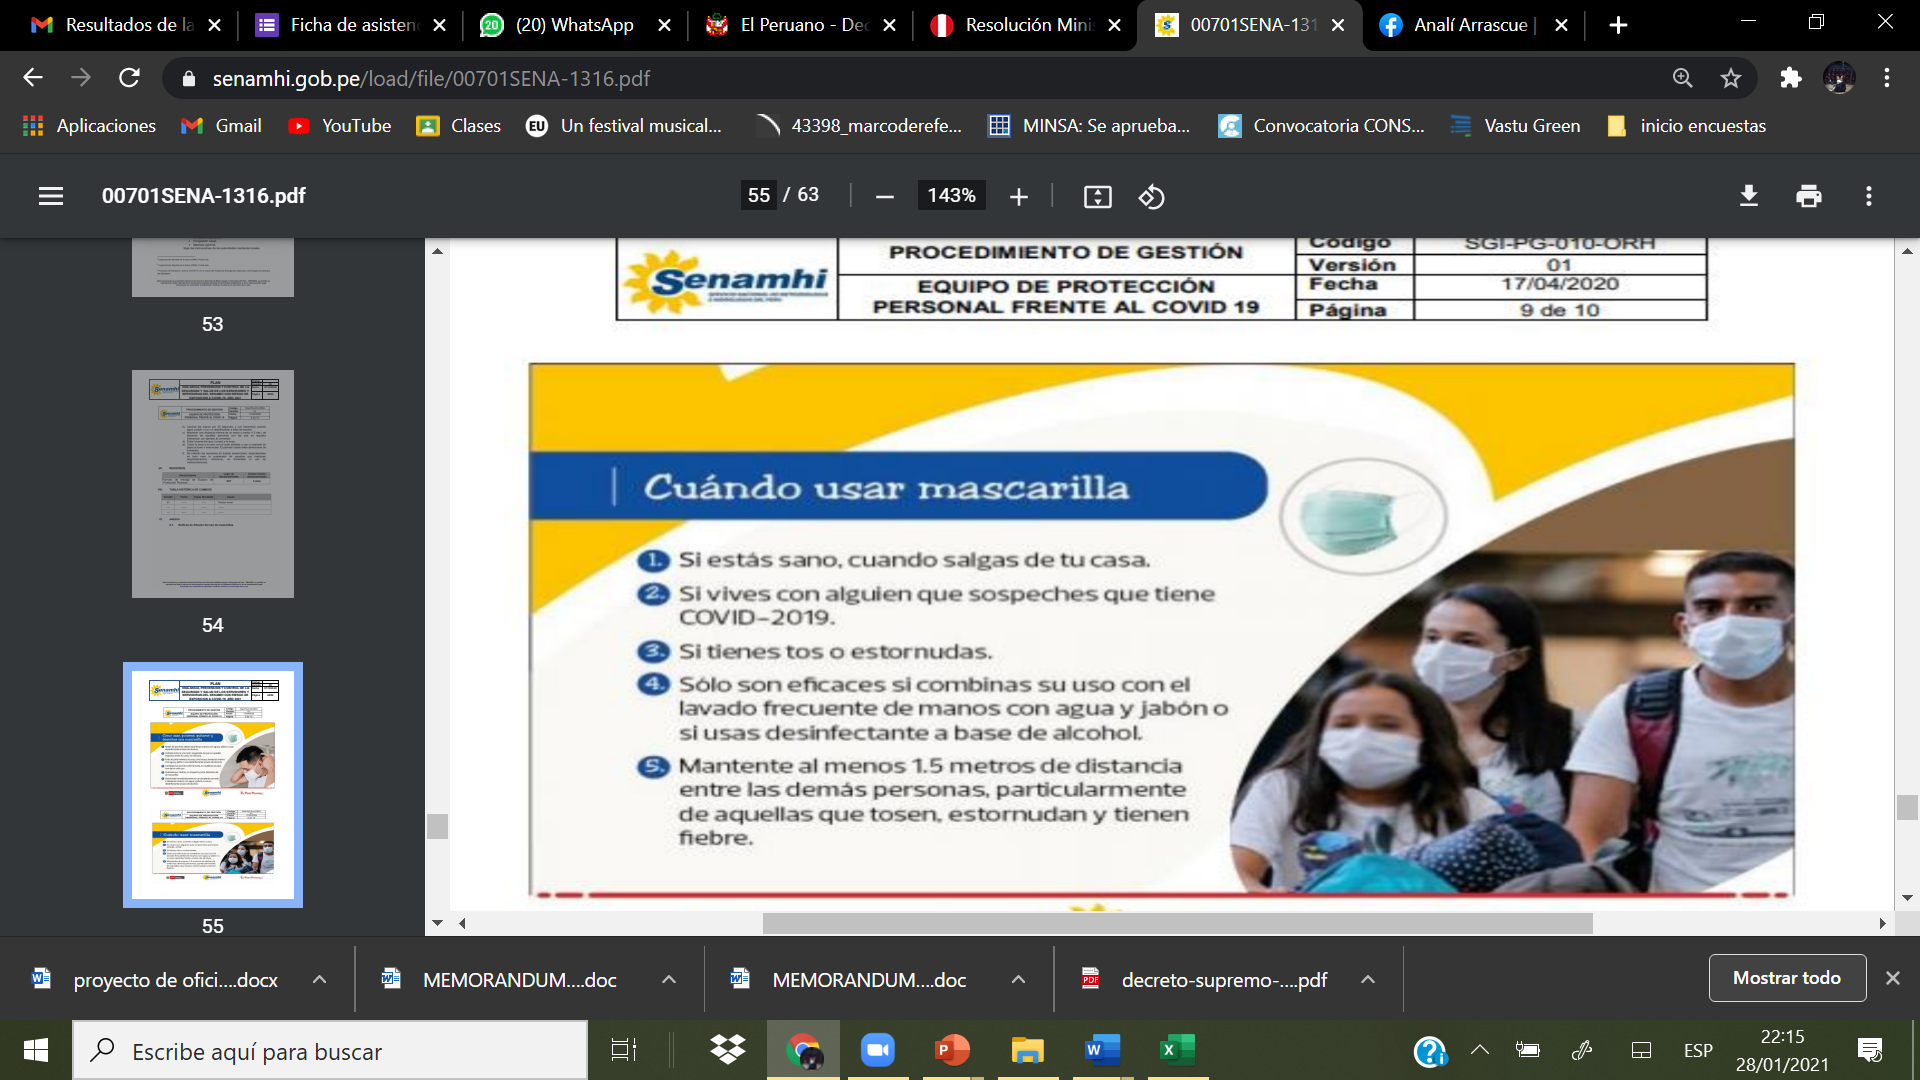 Resultados de la
Ficha de asisten
(20) WhatsApp
El Peruano - Dec
Resolución Minis
00701SENA-131
Analí Arrascue |
senamhi.gob.pe/load/file/00701SENA-1316.pdf
Aplicaciones
Gmail
YouTube
Clases
EU
Un festival musical...
43398_marcoderefe...
MINSA: Se aprueba...
Convocatoria CONS...
Vastu Green
inicio encuestas
00701SENA-1316.pdf
55 / 63
143%
53
54
55
Senamhi
PROCEDIMIENTO DE GESTIÓN
EQUIPO DE PROTECCIÓN
PERSONAL FRENTE AL COVID 19
Código SGI-PG-010-ORH
Versión 01
Fecha 17/04/2020
Página 9 de 10
Cuándo usar mascarilla
1. Si estás sano, cuando salgas de tu casa.
2. Si vives con alguien que sospeches que tiene
COVID-2019.
3. Si tienes tos o estornudas.
4. Sólo son eficaces si combinas su uso con el
lavado frecuente de manos con agua y jabón o
si usas desinfectante a base de alcohol.
5. Mantente al menos 1.5 metros de distancia
entre las demás personas, particularmente
de aquellas que tosen, estornudan y tienen
fiebre.
proyecto de ofici....docx
MEMORANDUM....doc
MEMORANDUM....doc
decreto-supremo-....pdf
Mostrar todo
Escribe aquí para buscar
ESP
22:15
28/01/2021